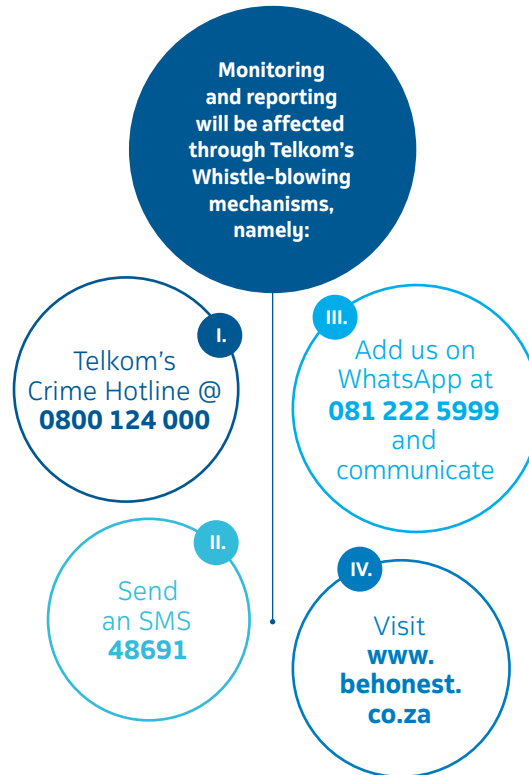 Monitoring
and reporting
will be affected
through Telkom's
Whistle-blowing
mechanisms,
namely:
I.
Telkom's
Crime Hotline @
0800 124 000
II.
Send
an SMS
48691
III.
Add us on
WhatsApp at
081 222 5999
and
communicate
IV.
Visit
www.
behonest.
co.za